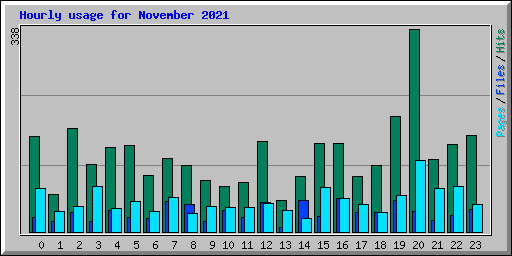 Hourly usage for November 2021
338
Pages / Files / Hits
0 1 2 3 4 5 6 7 8 9 10 11 12 13 14 15 16 17 18 19 20 21 22 23